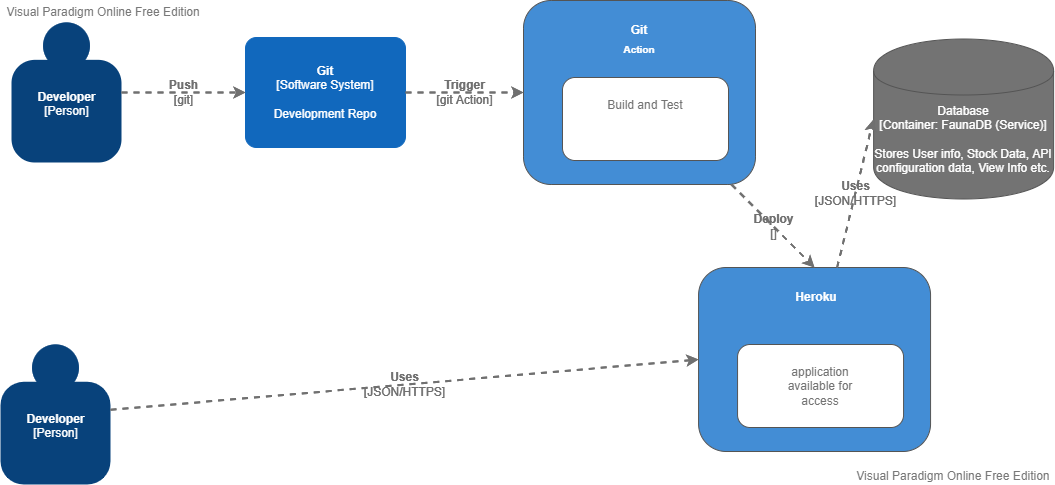 Visual Paradigm Online Free Edition
Developer
[Person]
Push
[git]
Git
[Software System]
Development Repo
Trigger
[git Action]
Git
Action
Build and Test
Database
[Container: FaunaDB (Service)]
Stores User info, Stock Data, API
configuration data, View Info etc.
Uses
[JSON/HTTPS]
Deploy
[]
Heroku
application
available for
access
Uses
[JSON/HTTPS]
Developer
[Person]
Visual Paradigm Online Free Edition